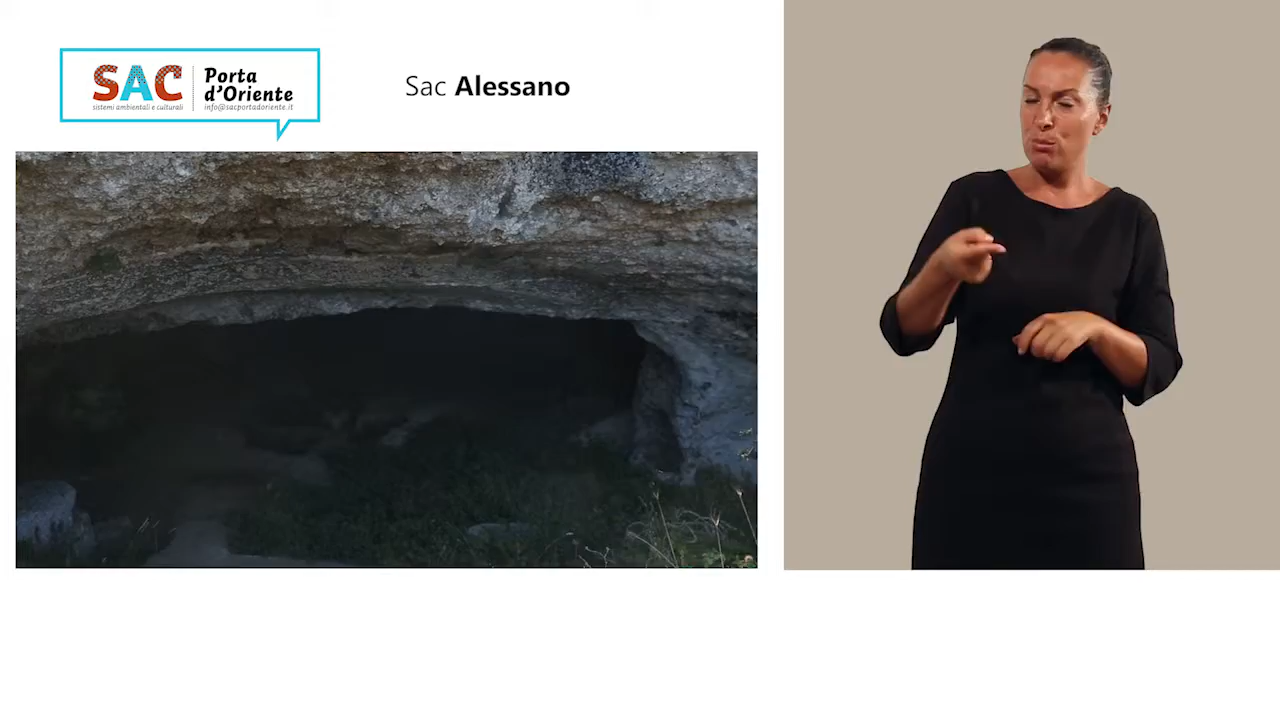 SAC
sistemi ambientali e culturali
Porta
d'Oriente
info@sacportadoriente.it
Sac Alessano